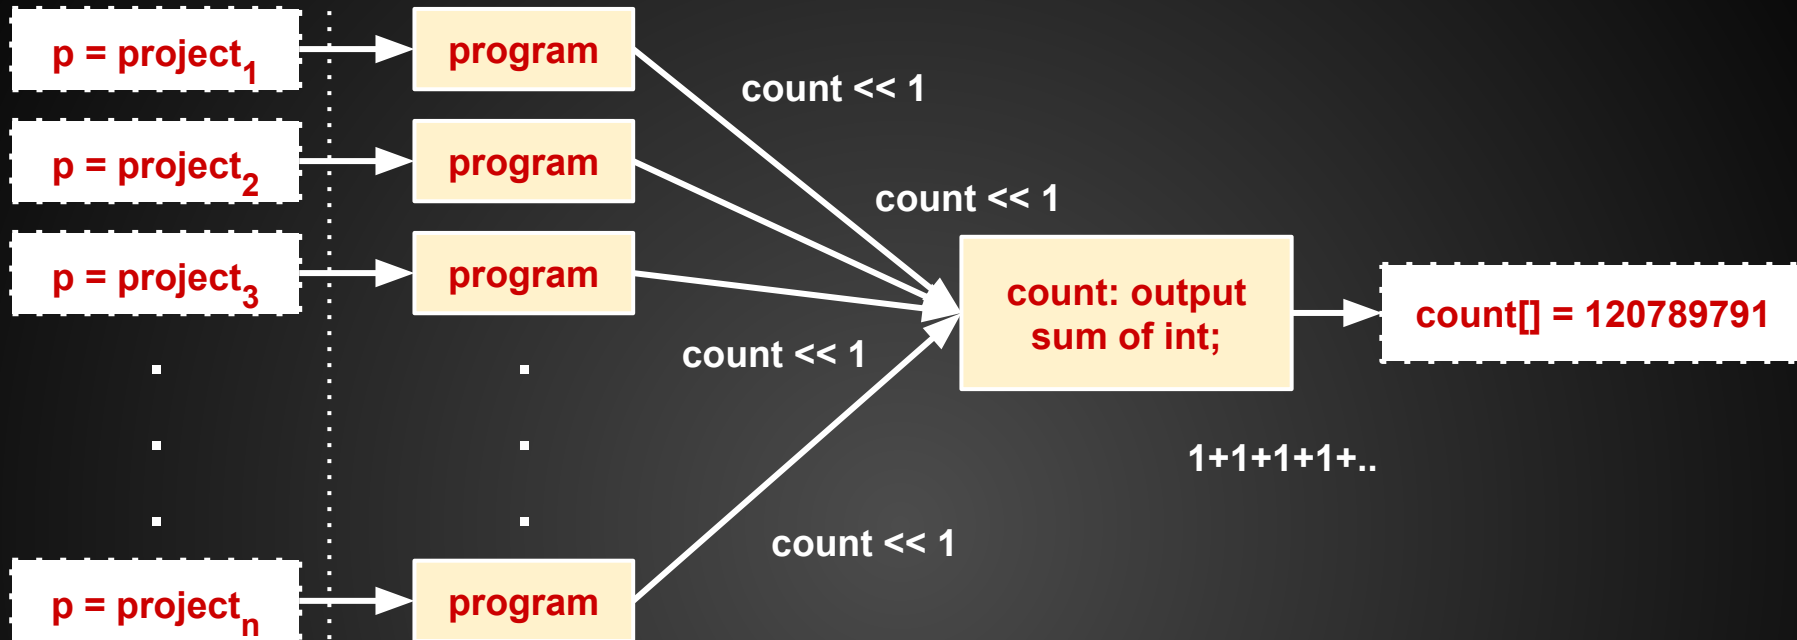 p = project1
program
count << 1
p = project2
program
count << 1
p = project3
program
count: output
sum of int;
count[] = 120789791
count << 1
1+1+1+1+..
count << 1
p = projectn
program